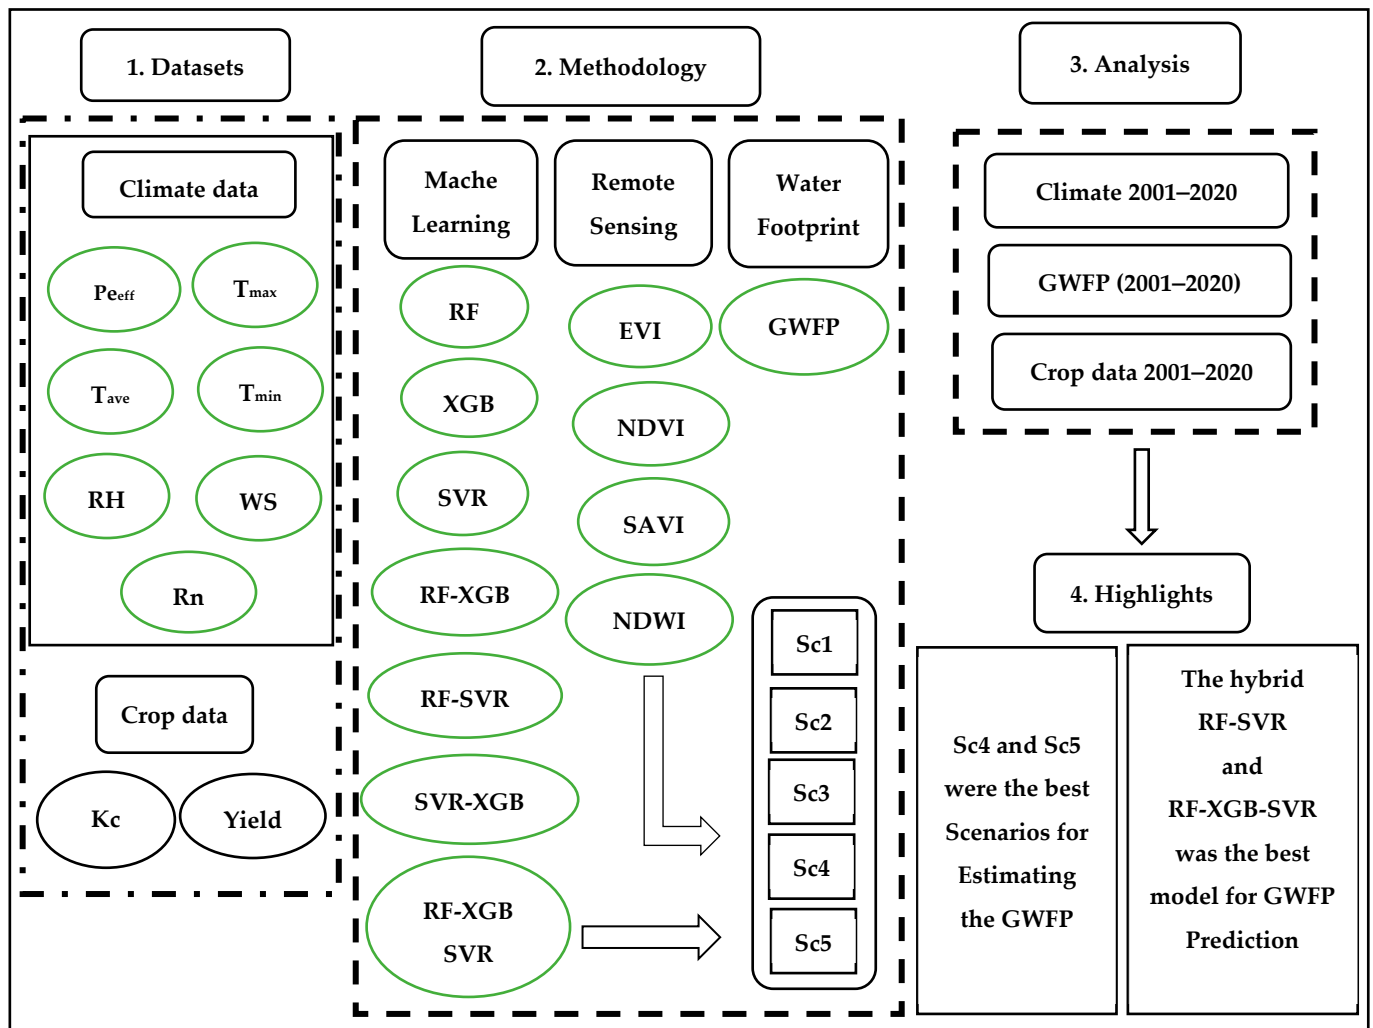 1. Datasets
Climate data
Peeff
Tmax
Tave
Tmin
RH
WS
Rn
Crop data
Kc
Yield
2. Methodology
Mache
Learning
RF
XGB
SVR
RF-XGB
RF-SVR
SVR-XGB
RF-XGB
SVR
Remote
Sensing
EVI
NDVI
SAVI
NDWI
Water
Footprint
GWFP
Sc1
Sc2
Sc3
Sc4
Sc5
3. Analysis
Climate 2001–2020
GWFP (2001–2020)
Crop data 2001–2020
4. Highlights
Sc4 and Sc5
were the best
Scenarios for
Estimating
the GWFP
The hybrid
RF-SVR
and
RF-XGB-SVR
was the best
model for GWFP
Prediction